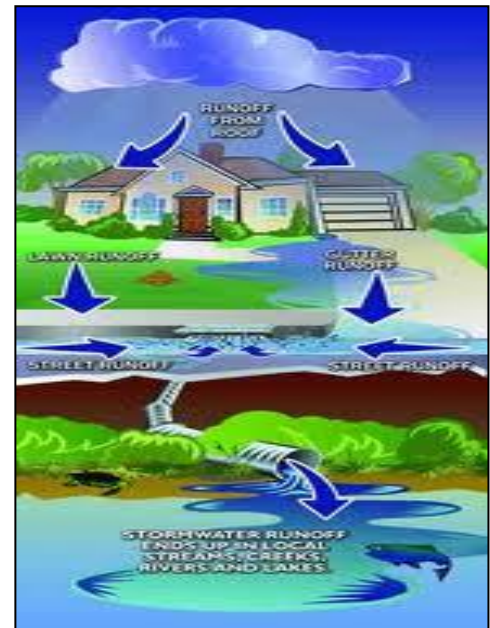 RUNOFF
FROM
ROOF
LAWN RUNOFF
GUTTER
RUNOFF
STREET RUNOFF
STREET RUNOFF
STORMWATER RUNOFF
ENDS UP IN LOCAL
STREAMS, CREEKS,
RIVERS AND LAKES.